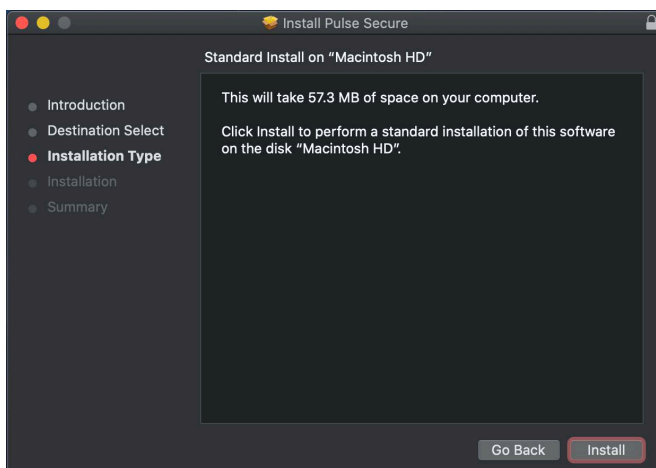 Install Pulse Secure
Standard Install on “Macintosh HD”
Introduction
Destination Select
Installation Type
Installation
Summary
This will take 57.3 MB of space on your computer.
Click Install to perform a standard installation of this software
on the disk “Macintosh HD”.
Go Back
Install